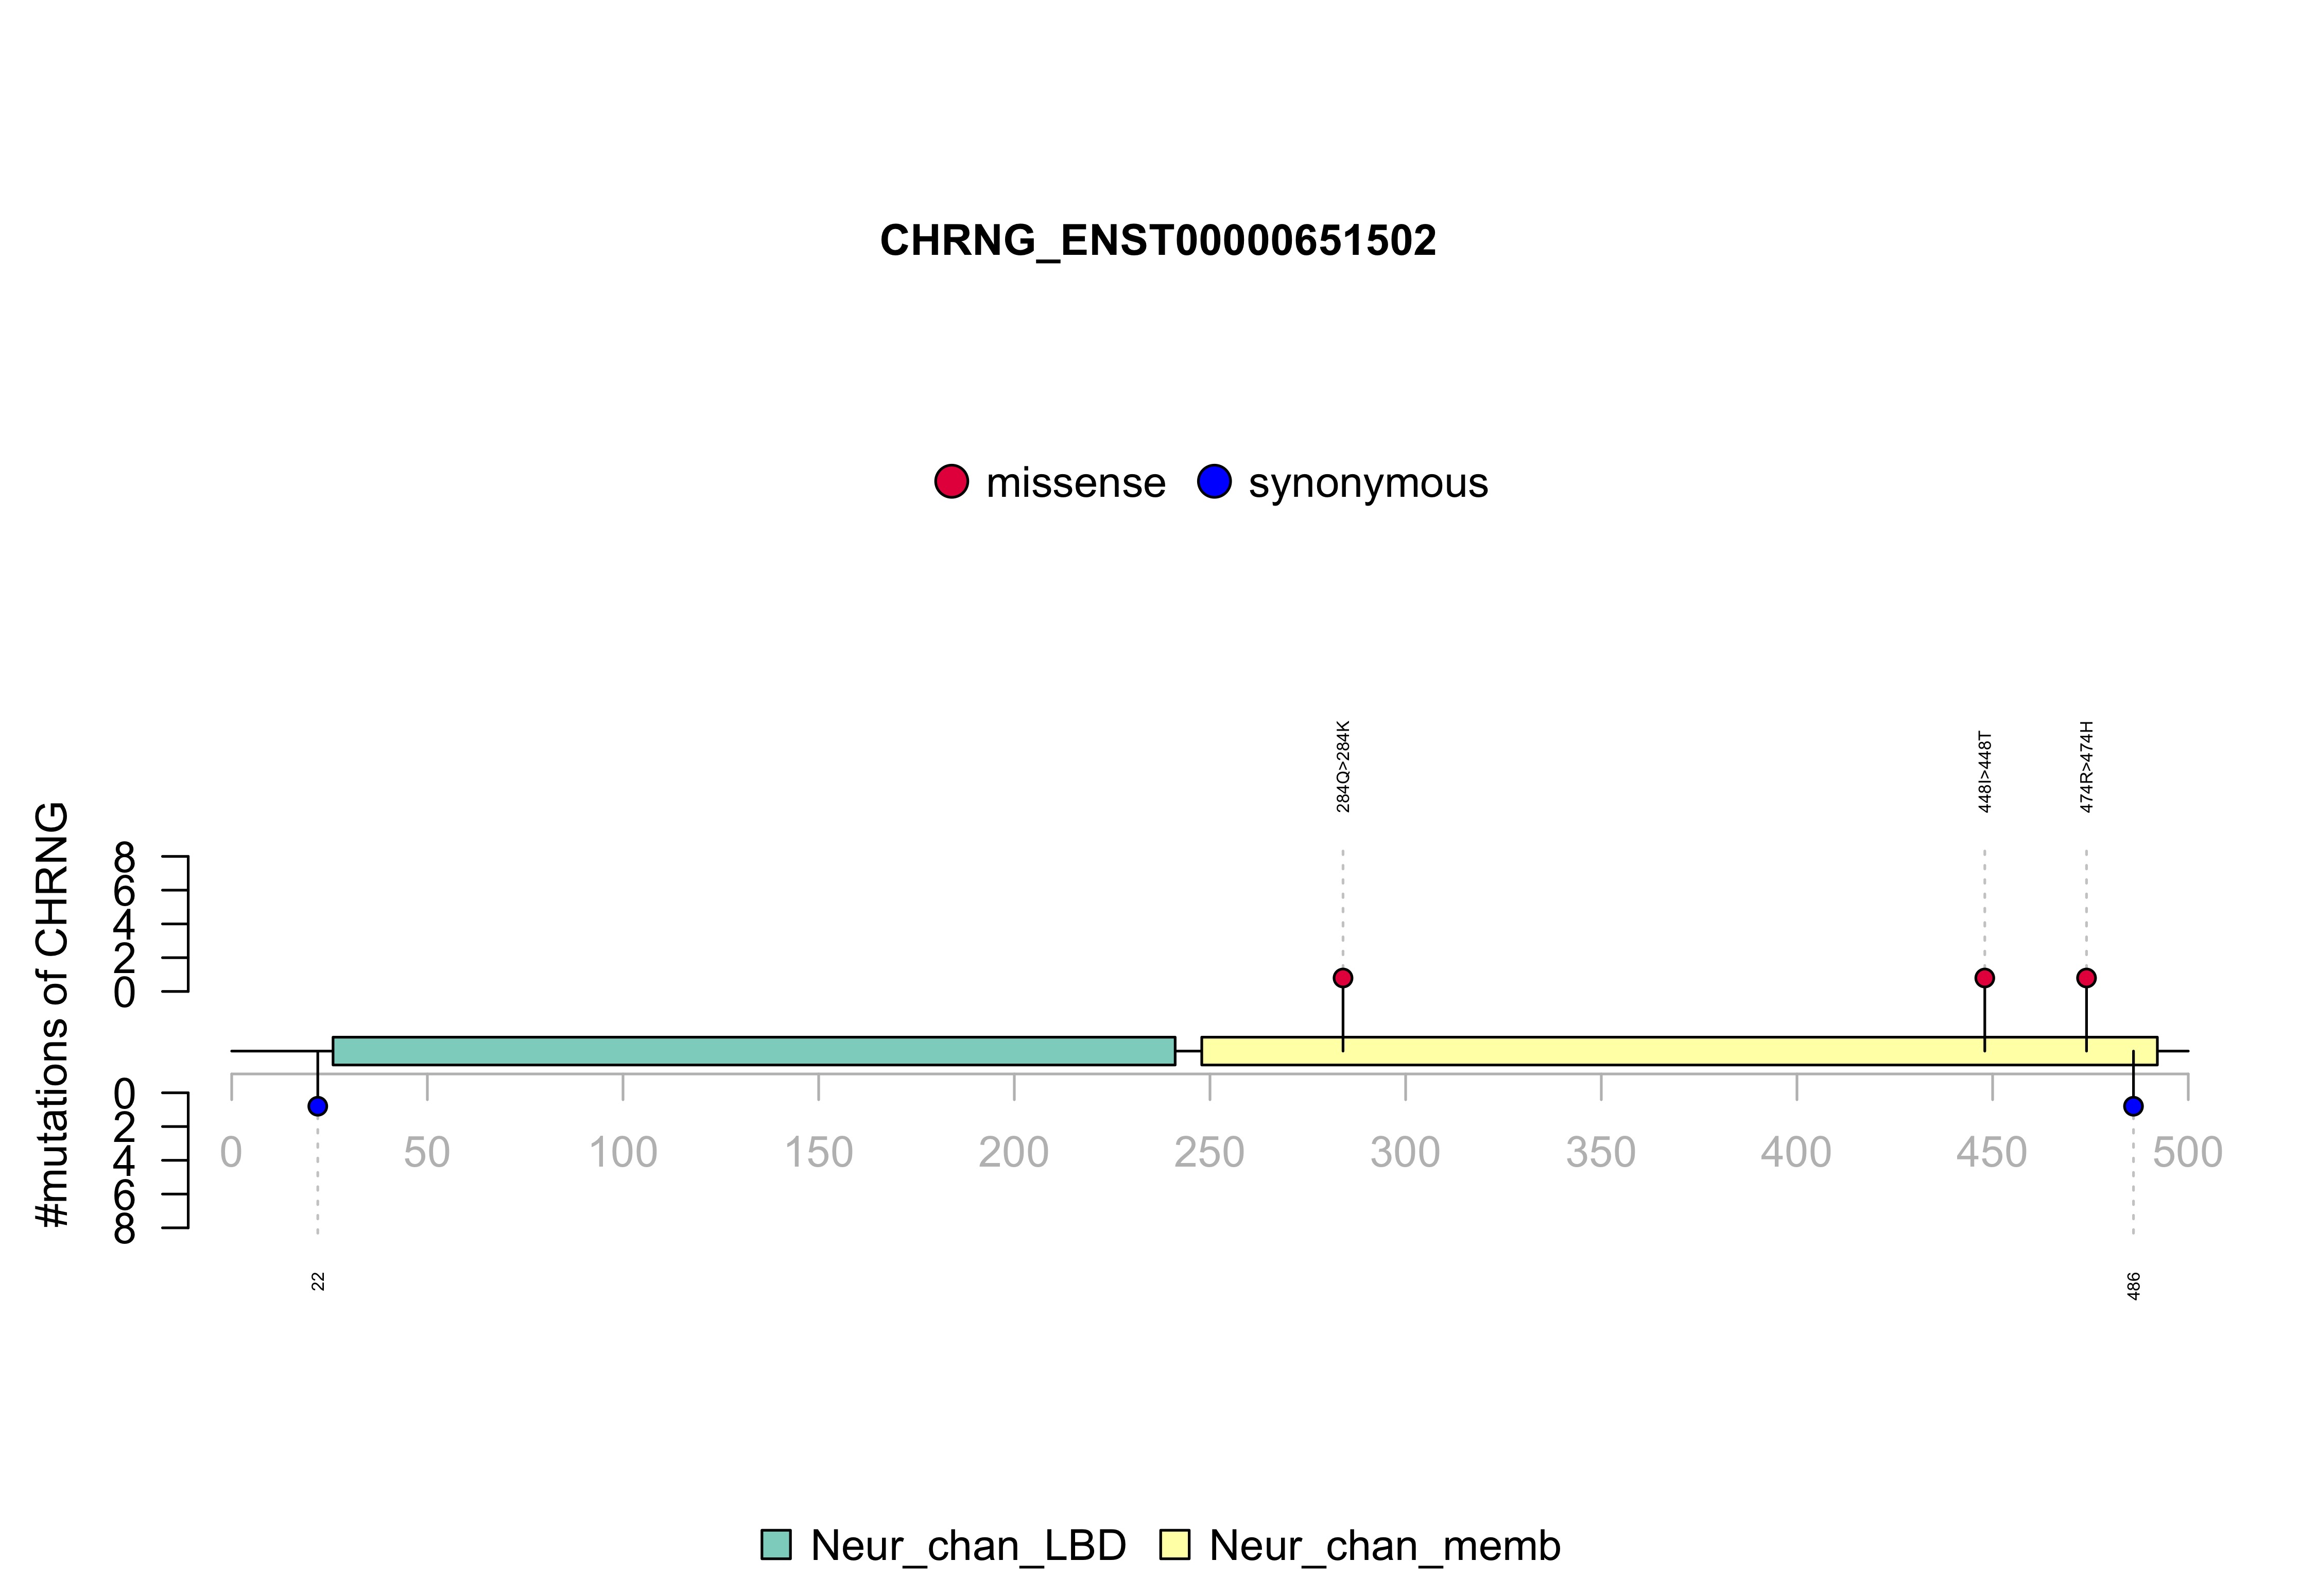 CHRNG_ENST00000651502
missense synonymous
284Q>284K 448I>448T 474R>474H
#mutations of CHRNG
8
6
4
2
0
0
2
4
6
8
0 50 100 150 200 250 300 350 400 450 500
22 486
Neur_chan_LBD Neur_chan_memb